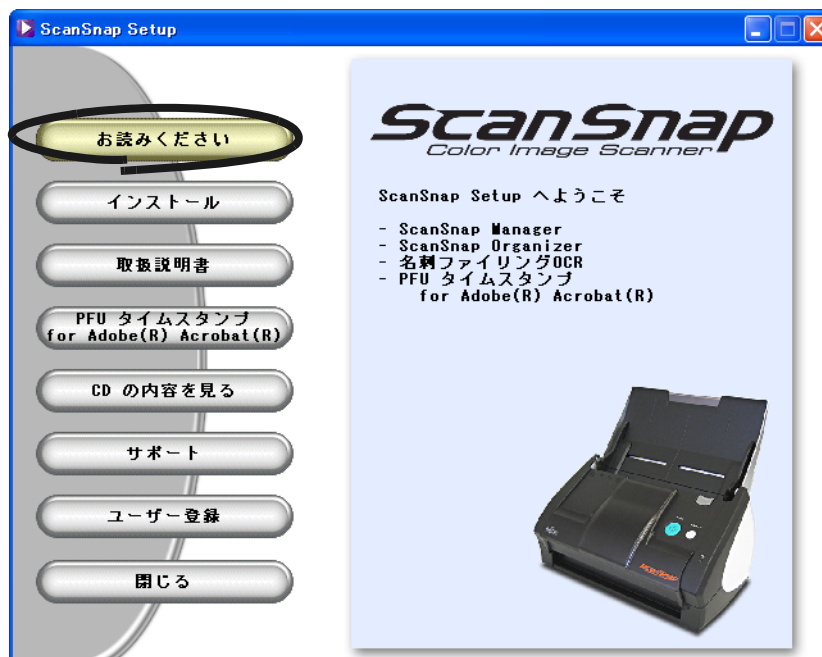 ScanSnap Setup
お読みください
インストール
取扱説明書
PFU タイムスタンプ
for Adobe(R) Acrobat(R)
CD の内容を見る
サポート
ユーザー登録
閉じる
ScanSnap
Color Image Scanner
ScanSnap Setup へようこそ
- ScanSnap Manager
- ScanSnap Organizer
- 名刺ファイリングOCR
- PFU タイムスタンプ
for Adobe(R) Acrobat(R)
ScanSnap